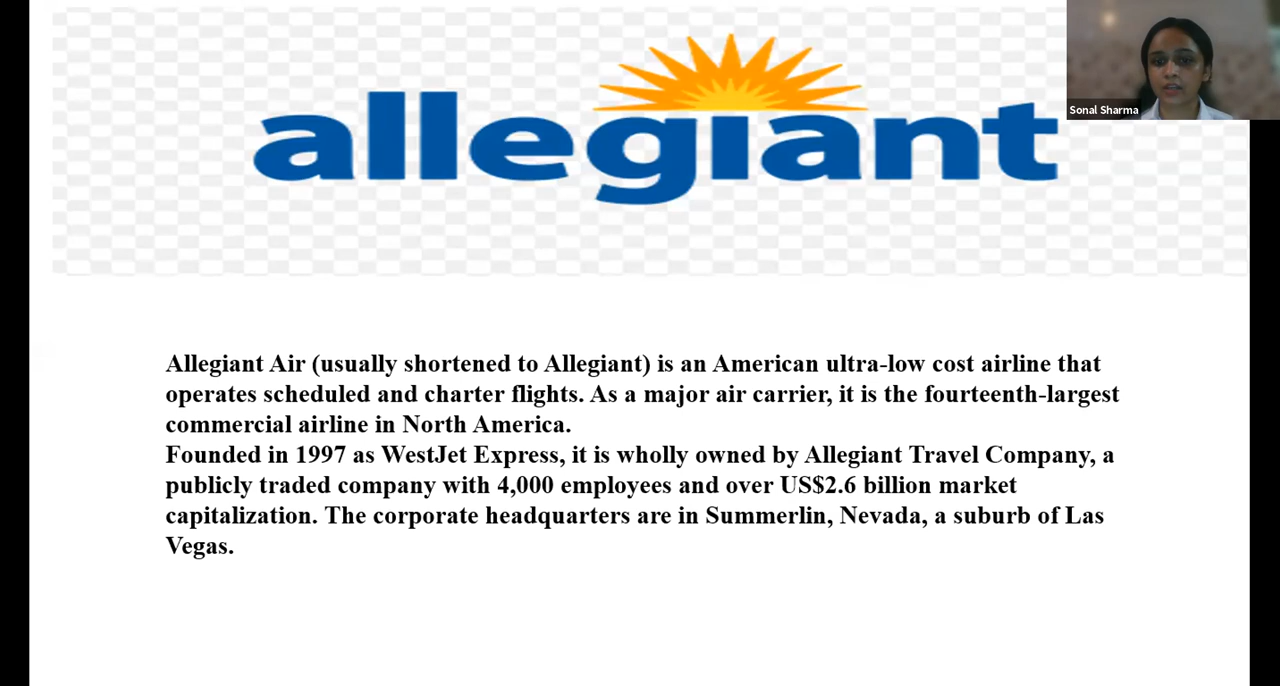 allegiant
Sonal Sharma
Allegiant Air (usually shortened to Allegiant) is an American ultra-low cost airline that
operates scheduled and charter flights. As a major air carrier, it is the fourteenth-largest
commercial airline in North America.
Founded in 1997 as WestJet Express, it is wholly owned by Allegiant Travel Company, a
publicly traded company with 4,000 employees and over US$2.6 billion market
capitalization. The corporate headquarters are in Summerlin, Nevada, a suburb of Las
Vegas.